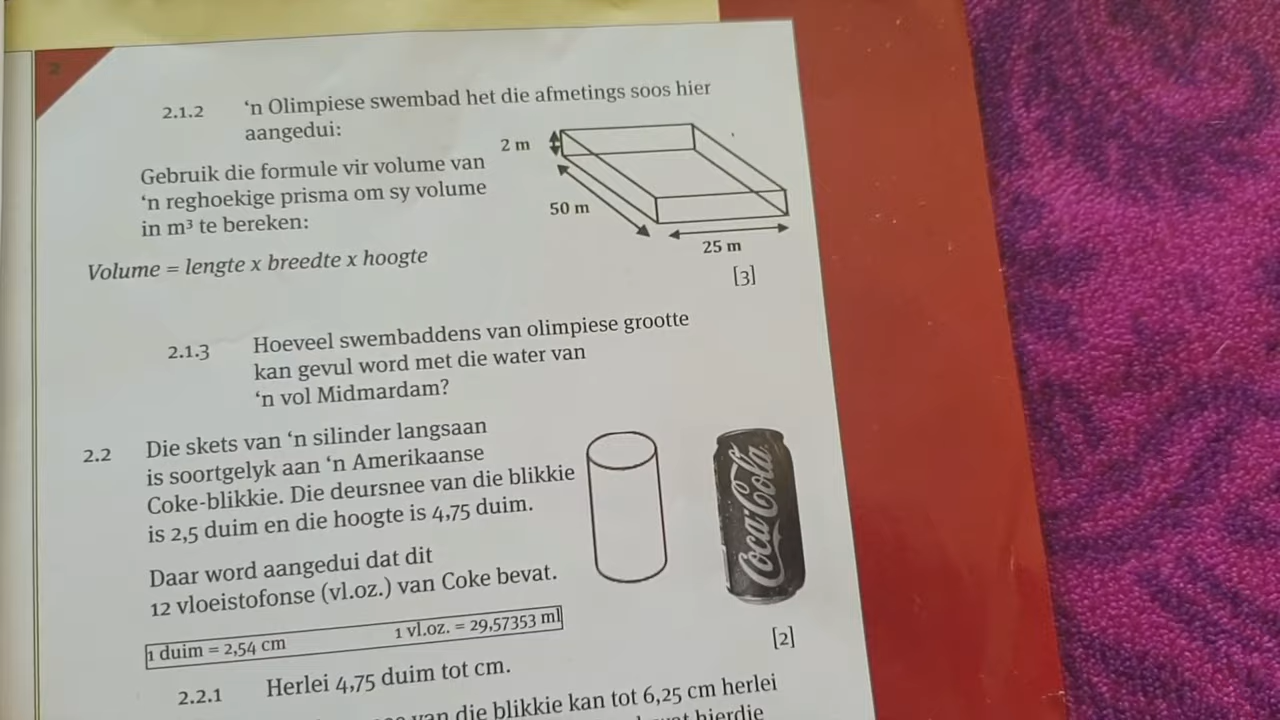 2
2.1.2 ‘n Olimpiese swembad het die afmetings soos hier
aangedui:
2 m
Gebruik die formule vir volume van
‘n reghoekige prisma om sy volume
in m³ te bereken:
50 m
25 m
Volume = lengte x breedte x hoogte
[3]
2.1.3 Hoeveel swembaddens van olimpiese grootte
kan gevul word met die water van
‘n vol Midmardam?
2.2 Die skets van ‘n silinder langsaan
is soortgelyk aan ‘n Amerikaanse
Coke-blikkie. Die deursnee van die blikkie
is 2,5 duim en die hoogte is 4,75 duim.
Coca-Cola
Daar word aangedui dat dit
12 vloeistofonse (vl.oz.) van Coke bevat.
1 duim = 2,54 cm 1 vl.oz. = 29,57353 ml
[2]
2.2.1 Herlei 4,75 duim tot cm.
van die blikkie kan tot 6,25 cm herlei
hierdie